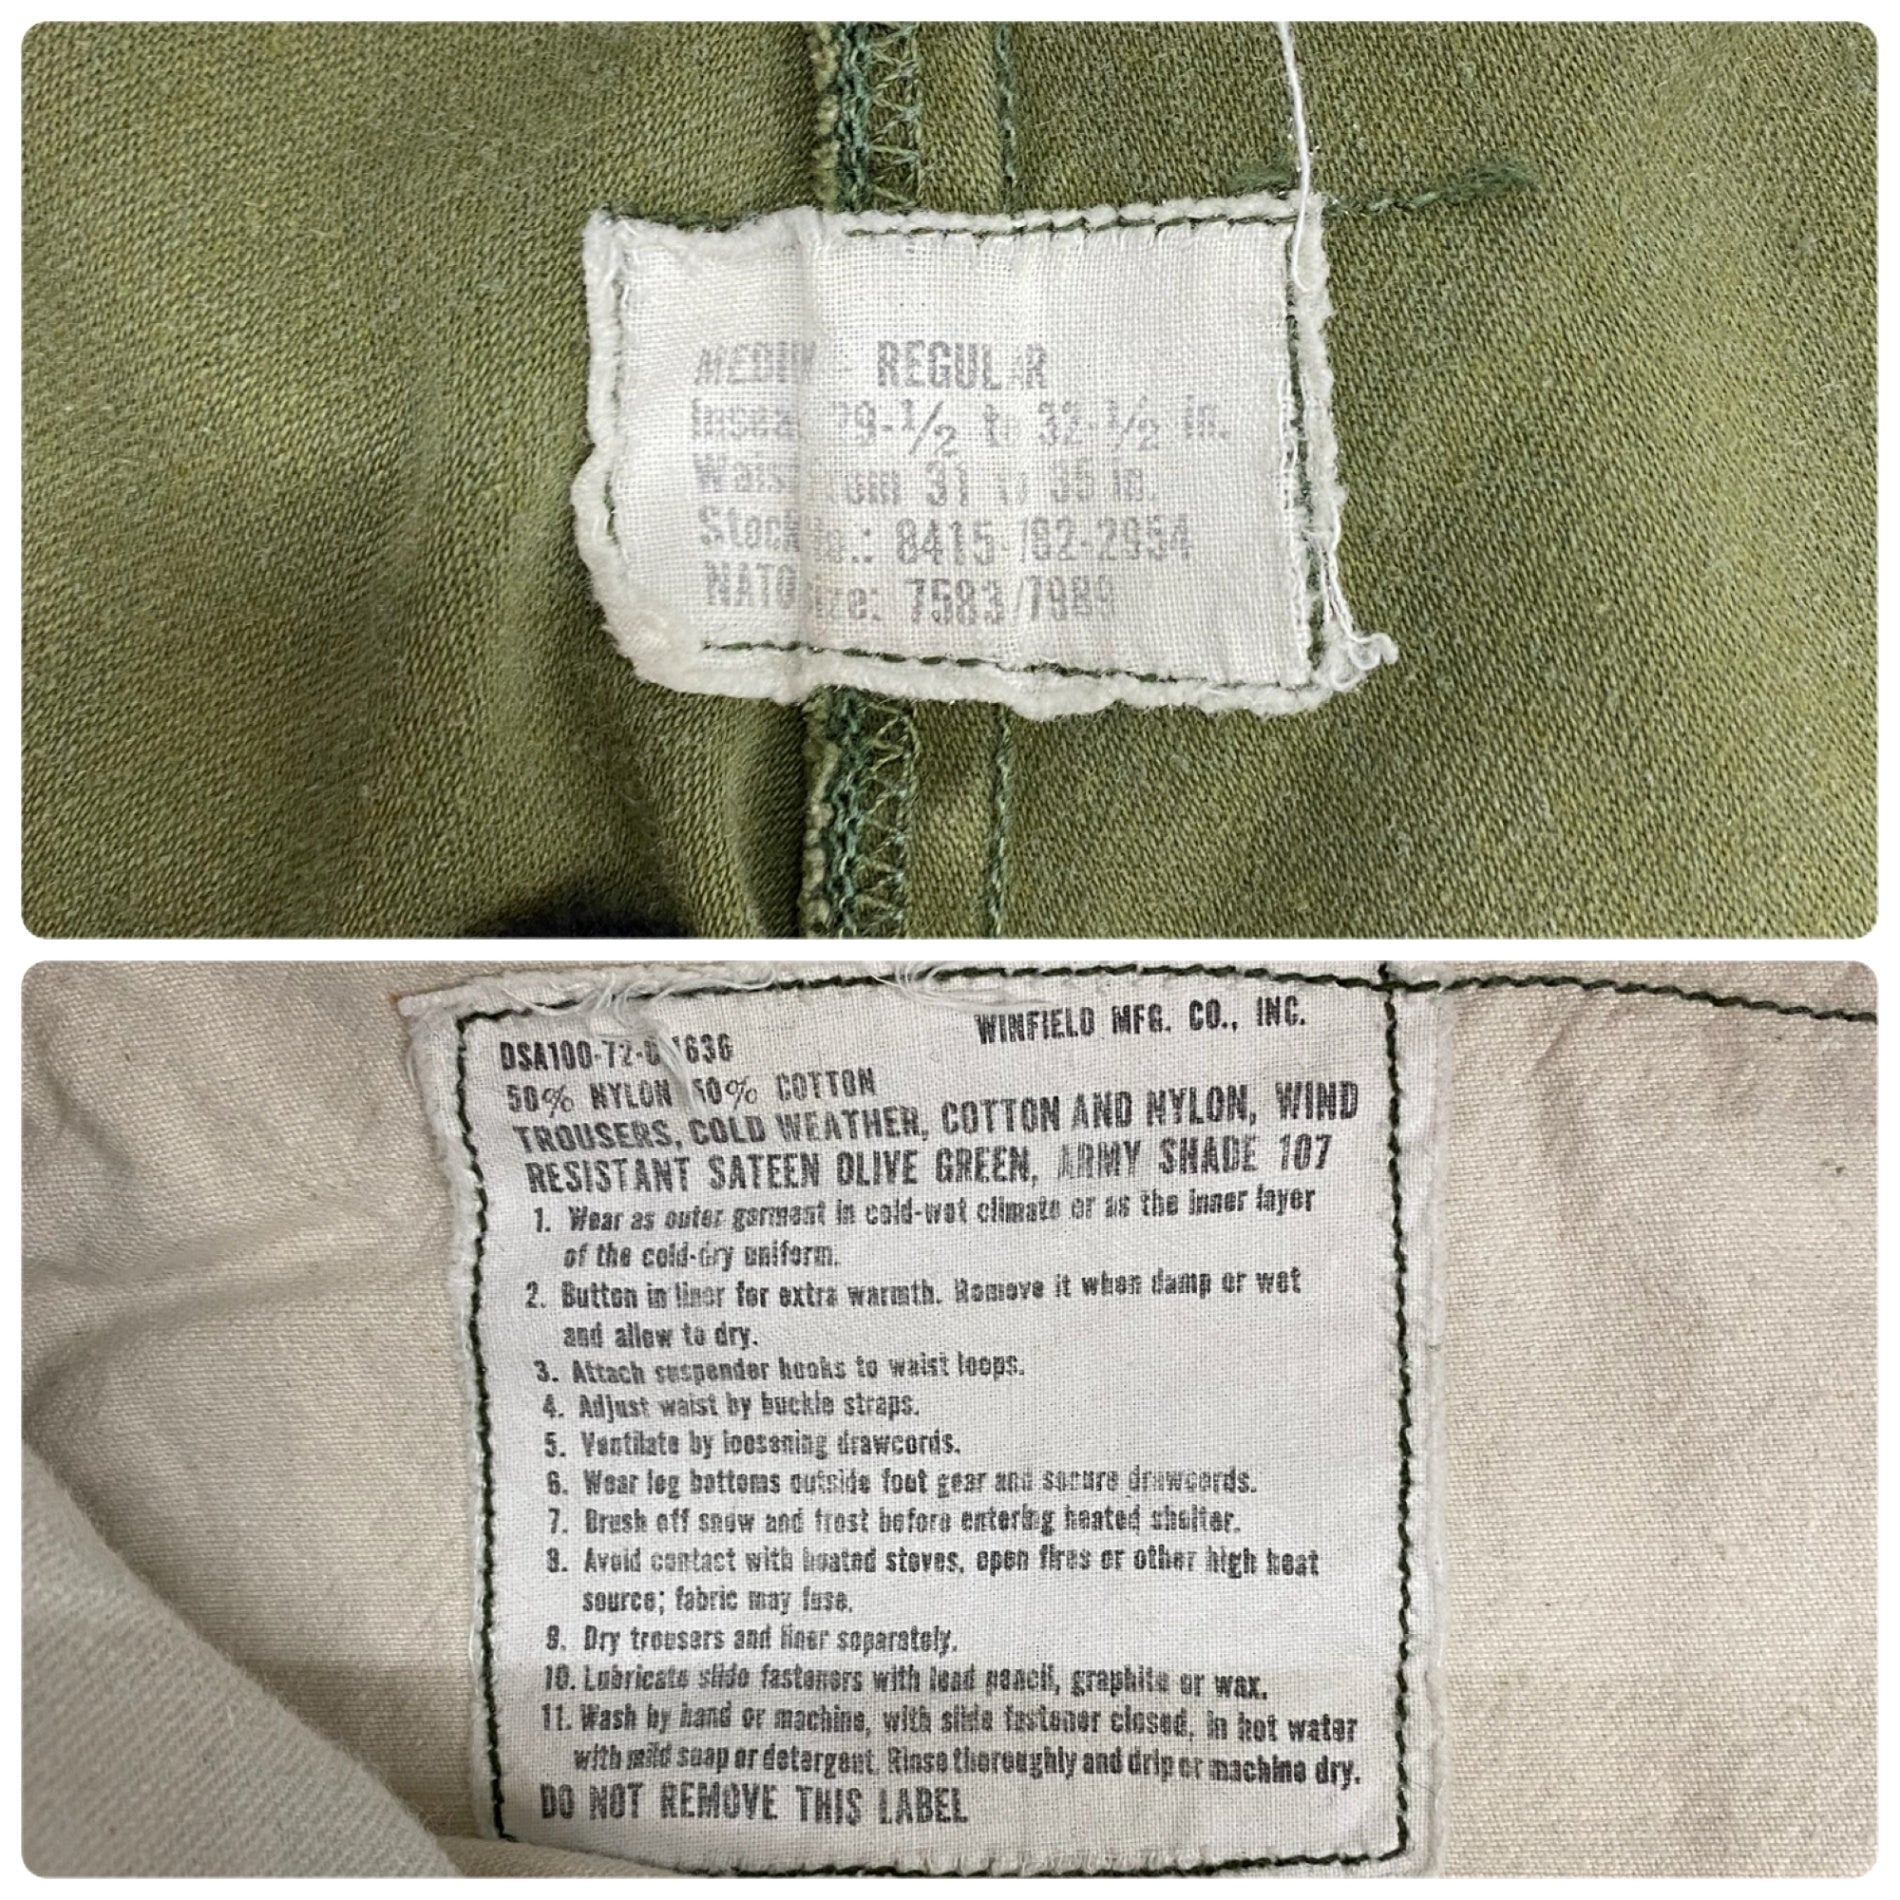 MEDIUM - REGULAR
Inseam 29-1/2 to 32-1/2 in.
Waist from 31 to 35 in.
Stock No.: 8415-782-2954
NATO Size: 7583/7989
WINFIELD MFG. CO., INC.
50% NYLON 50% COTTON
TROUSERS, COLD WEATHER, COTTON AND NYLON, WIND
RESISTANT SATEEN OLIVE GREEN, ARMY SHADE 107
1. Wear as outer garment in cold-wet climate or as the inner layer
of the cold-dry uniform.
2. Button in liner for extra warmth. Remove it when damp or wet
and allow to dry.
3. Attach suspender hooks to waist loops.
4. Adjust waist by buckle straps.
5. Ventilate by loosening drawcords.
6. Wear leg bottoms outside foot gear and secure drawcords.
7. Brush off snow and frost before entering heated shelter.
8. Avoid contact with heated stoves, open fires or other high heat
source; fabric may fuse.
9. Dry trousers and liner separately.
10. Lubricate slide fasteners with lead pencil, graphite or wax.
11. Wash by hand or machine, with slide fastener closed, in hot water
with mild soap or detergent. Rinse thoroughly and drip or machine dry.
DO NOT REMOVE THIS LABEL